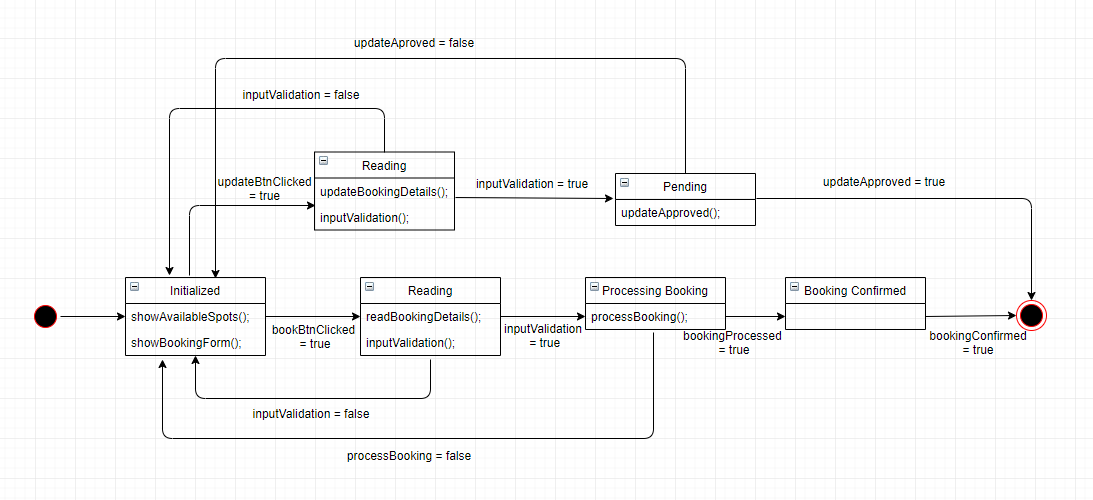 updateAproved = false
inputValidation = false
Reading
updateBookingDetails();
inputValidation();
updateBtnClicked
= true
inputValidation = true
Pending
updateApproved();
updateApproved = true
Initialized
showAvailableSpots();
showBookingForm();
bookBtnClicked
= true
Reading
readBookingDetails();
inputValidation();
inputValidation
= true
Processing Booking
processBooking();
bookingProcessed
= true
Booking Confirmed
bookingConfirmed
= true
inputValidation = false
processBooking = false